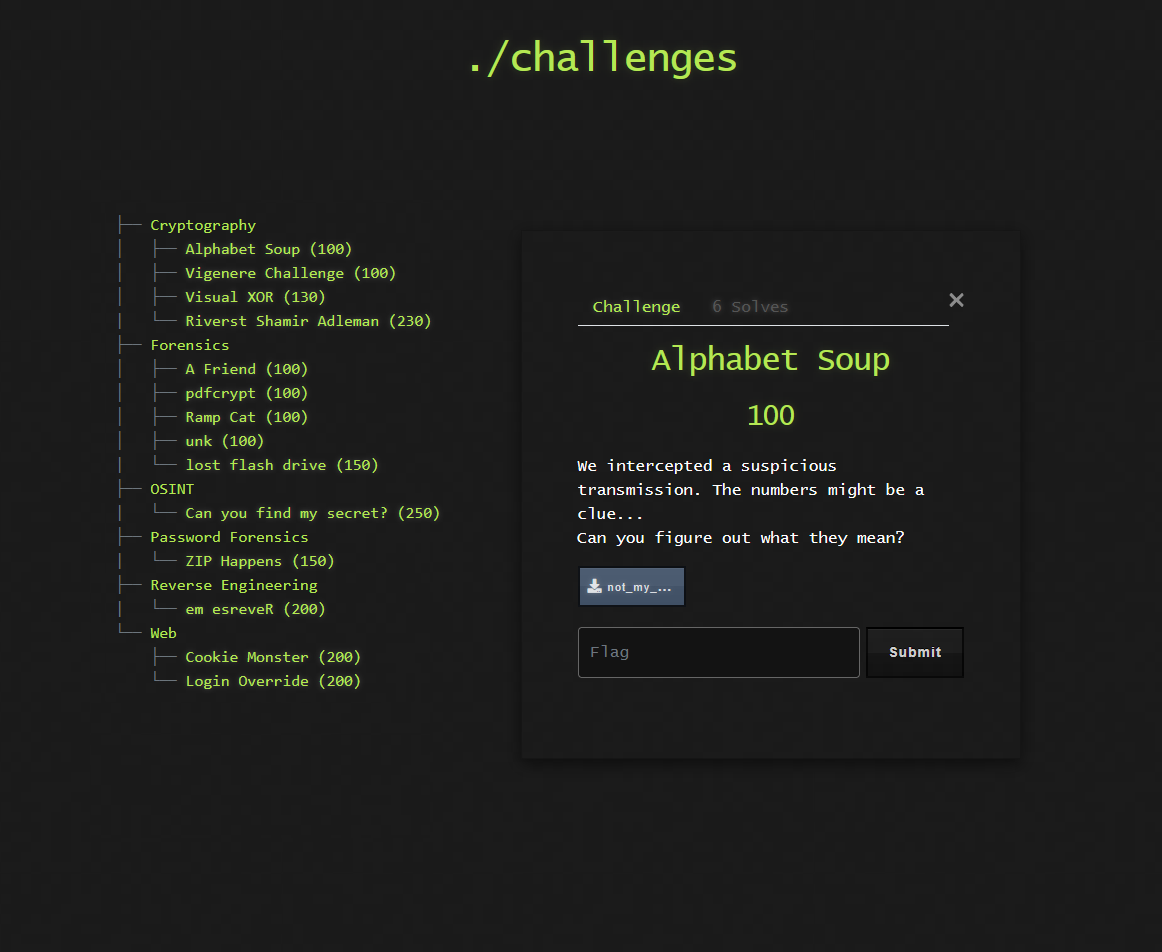 ./challenges
├── Cryptography
│   ├── Alphabet Soup (100)
│   ├── Vigenere Challenge (100)
│   ├── Visual XOR (130)
│   └── Riverst Shamir Adleman (230)
├── Forensics
│   ├── A Friend (100)
│   ├── pdfcrypt (100)
│   ├── Ramp Cat (100)
│   ├── unk (100)
│   └── lost flash drive (150)
├── OSINT
│   └── Can you find my secret? (250)
├── Password Forensics
│   └── ZIP Happens (150)
├── Reverse Engineering
│   └── em esreveR (200)
└── Web
    ├── Cookie Monster (200)
    └── Login Override (200)
×
Challenge 6 Solves
Alphabet Soup
100
We intercepted a suspicious
transmission. The numbers might be a
clue...
Can you figure out what they mean?
not_my_...
Flag
Submit